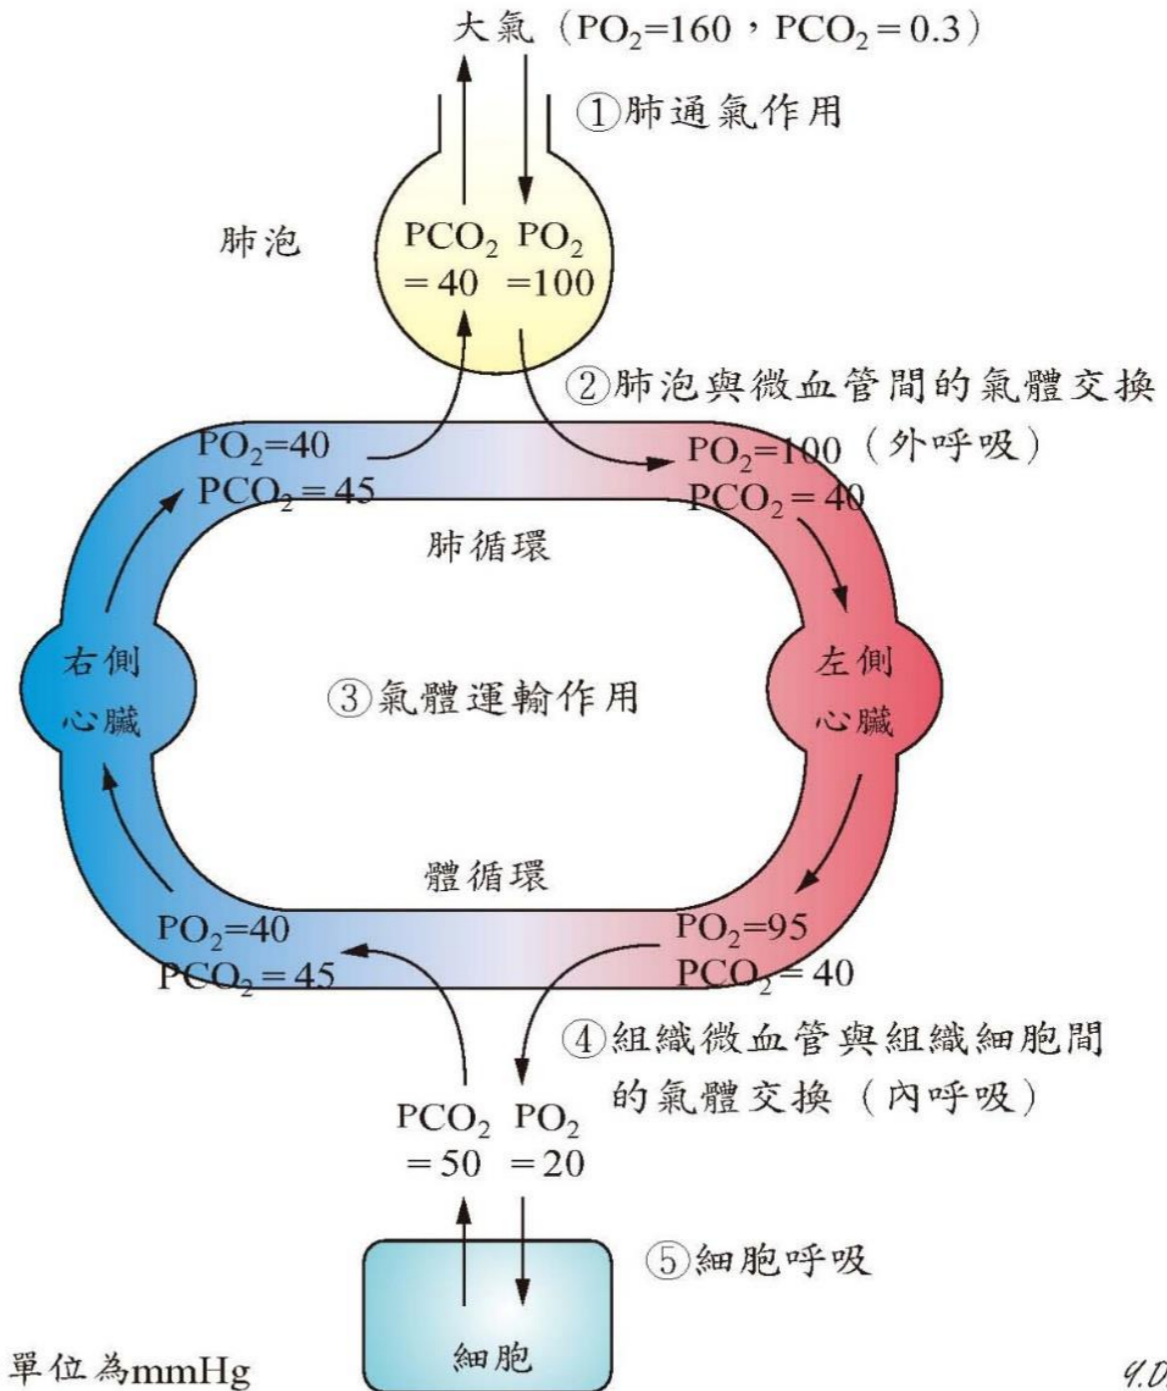 大氣（PO₂=160，PCO₂=0.3）
①肺通氣作用
肺泡
PCO₂ PO₂
=40 =100
②肺泡與微血管間的氣體交換
（外呼吸）
PO₂=40
PCO₂=45
PO₂=100
PCO₂=40
肺循環
右側
心臟
③氣體運輸作用
左側
心臟
體循環
PO₂=40
PCO₂=45
PO₂=95
PCO₂=40
④組織微血管與組織細胞間
的氣體交換（內呼吸）
PCO₂ PO₂
=50 =20
⑤細胞呼吸
細胞
單位為mmHg
Y.D.